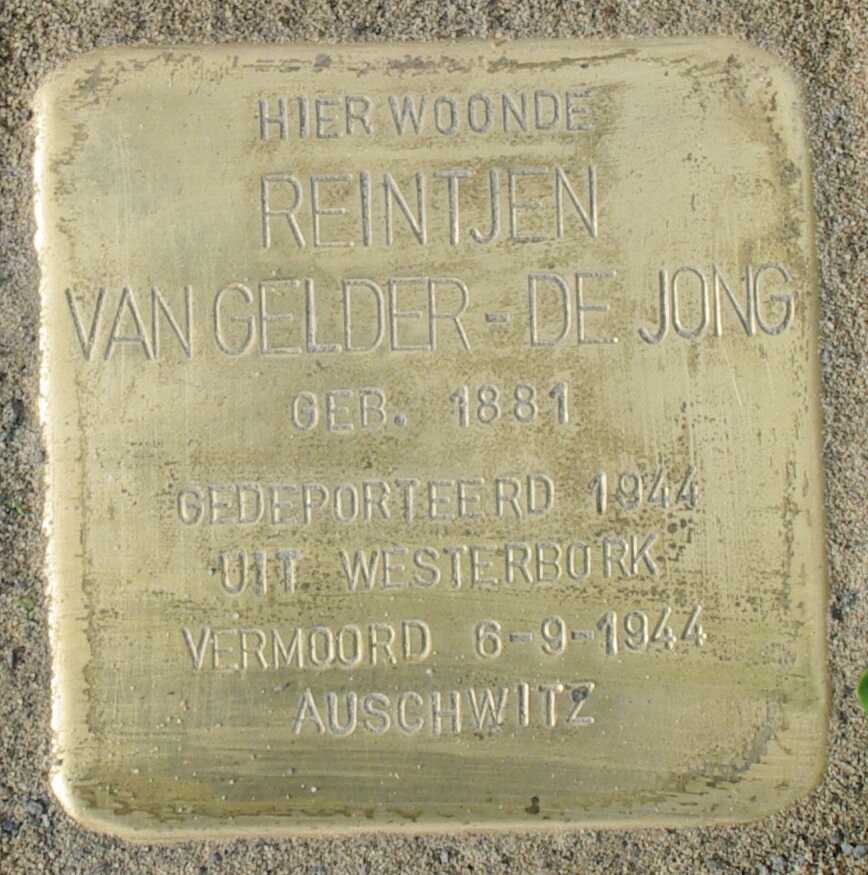 HIER WOONDE
REINTJEN
VAN GELDER - DE JONG
GEB. 1881
GEDEPORTEERD 1944
UIT WESTERBORK
VERMOORD 6-9-1944
AUSCHWITZ